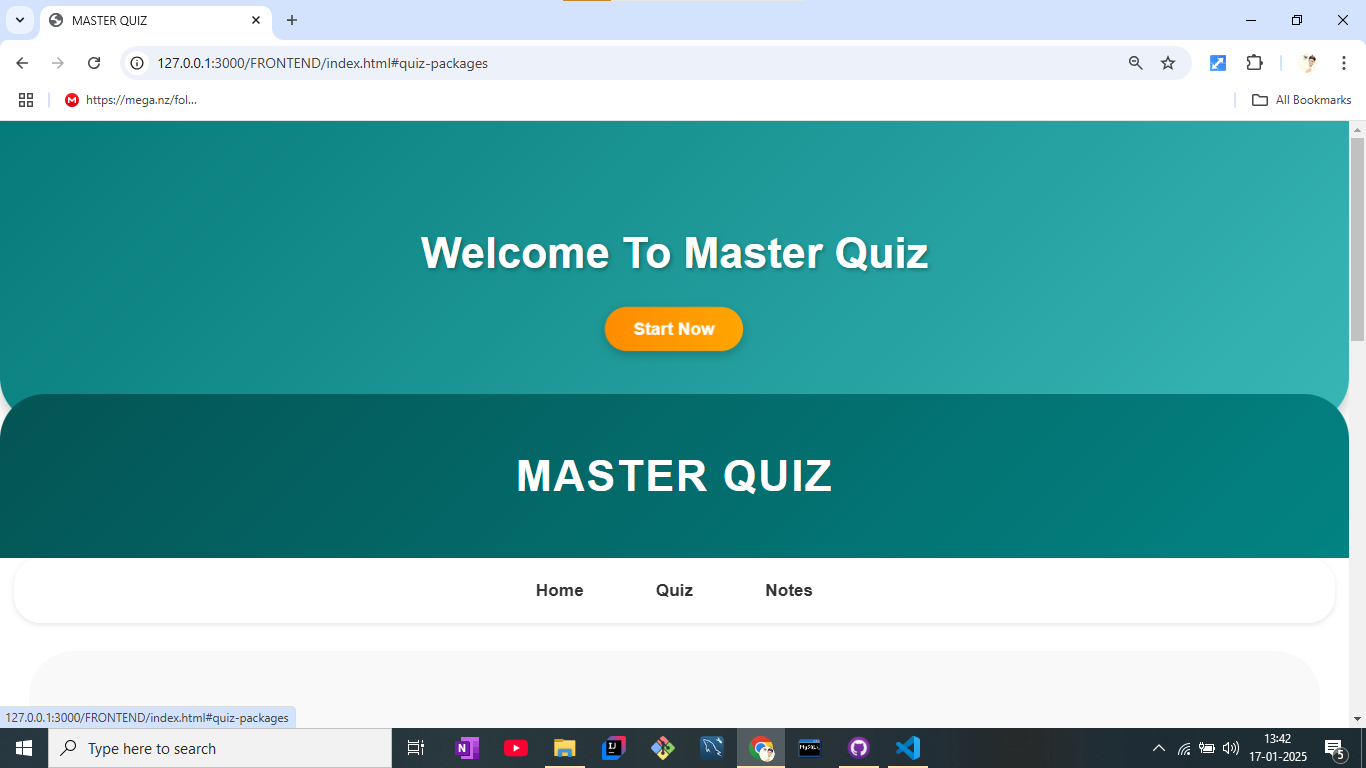 MASTER QUIZ
127.0.0.1:3000/FRONTEND/index.html#quiz-packages
https://mega.nz/fol...
All Bookmarks
Welcome To Master Quiz
Start Now
MASTER QUIZ
Home Quiz Notes
127.0.0.1:3000/FRONTEND/index.html#quiz-packages
Type here to search
N
IJ
MySQL
13:42
17-01-2025
5